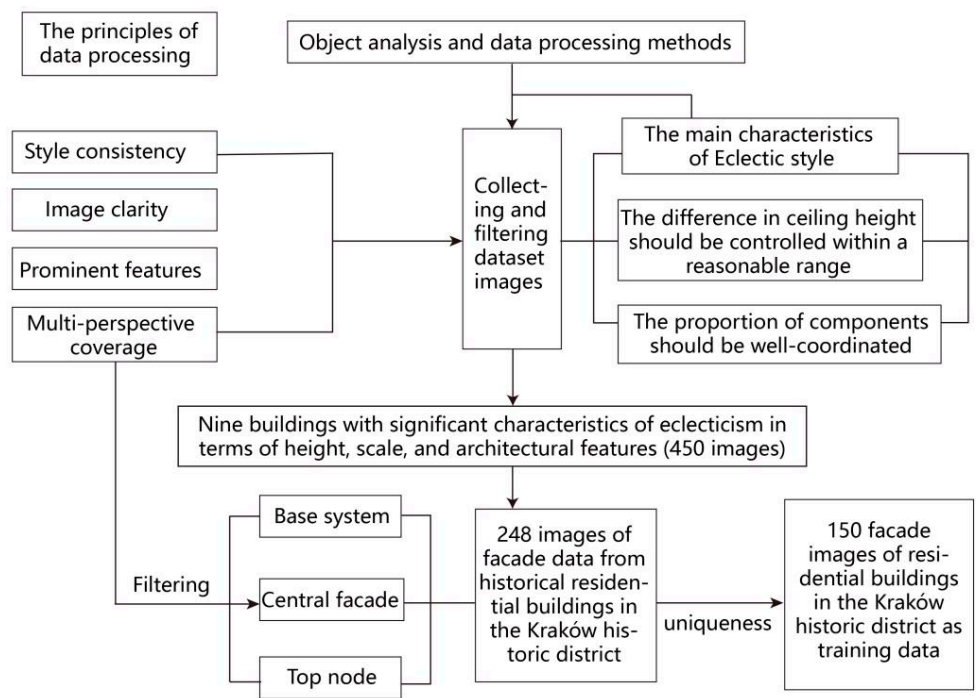 The principles of
data processing
Object analysis and data processing methods
Style consistency
Image clarity
Prominent features
Multi-perspective
coverage
Collect-
ing and
filtering
dataset
images
The main characteristics
of Eclectic style
The difference in ceiling height
should be controlled within a
reasonable range
The proportion of components
should be well-coordinated
Nine buildings with significant characteristics of eclecticism in
terms of height, scale, and architectural features (450 images)
Filtering
Base system
Central facade
Top node
248 images of
facade data from
historical residen-
tial buildings in
the Kraków his-
toric district
uniqueness
150 facade
images of resi-
dential buildings
in the Kraków
historic district as
training data